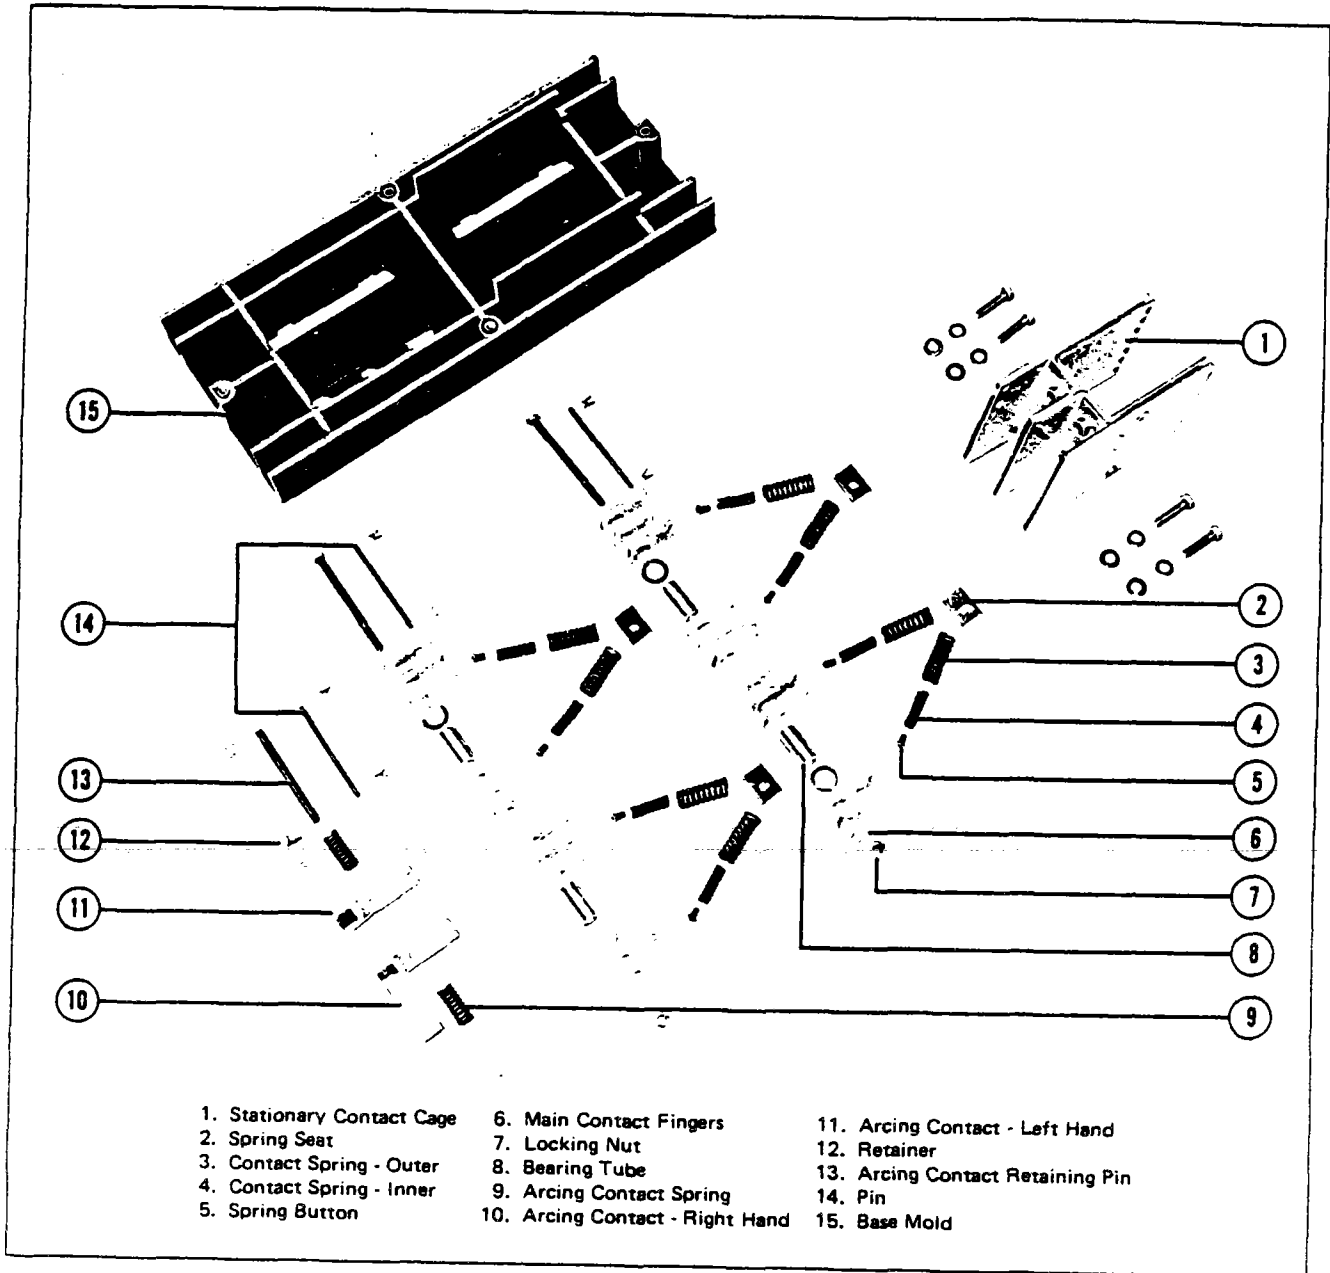 1
15
2
14
3
4
13
5
12
6
11
7
8
10
9
1. Stationary Contact Cage
2. Spring Seat
3. Contact Spring - Outer
4. Contact Spring - Inner
5. Spring Button
6. Main Contact Fingers
7. Locking Nut
8. Bearing Tube
9. Arcing Contact Spring
10. Arcing Contact - Right Hand
11. Arcing Contact - Left Hand
12. Retainer
13. Arcing Contact Retaining Pin
14. Pin
15. Base Mold